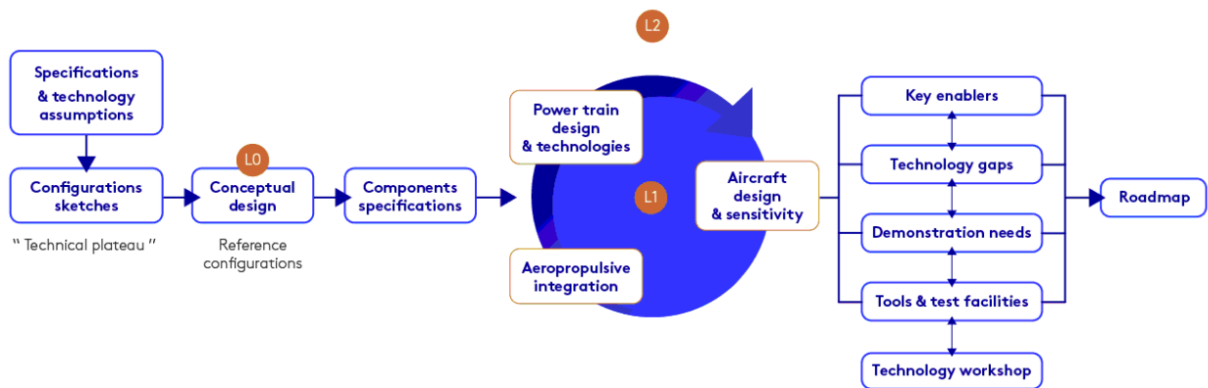 L2
Specifications
& technology
assumptions
Power train
design
& technologies
Key enablers
L0
Technology gaps
Configurations
sketches
Conceptual
design
Components
specifications
L1
Aircraft
design
& sensitivity
Roadmap
" Technical plateau "
Reference
configurations
Demonstration needs
Aeropropulsive
integration
Tools & test facilities
Technology workshop